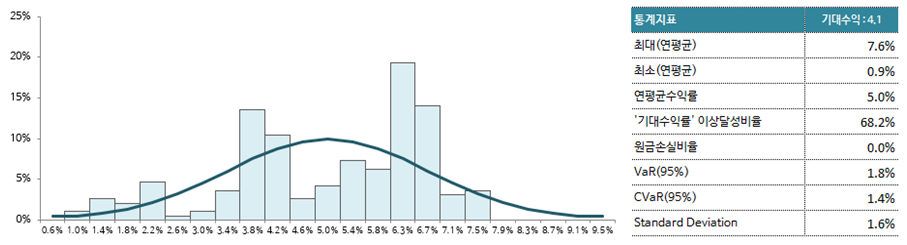 25%
20%
15%
10%
5%
0%
0.6% 1.0% 1.4% 1.8% 2.2% 2.6% 3.0% 3.4% 3.8% 4.2% 4.6% 5.0% 5.4% 5.8% 6.3% 6.7% 7.1% 7.5% 7.9% 8.3% 8.7% 9.1% 9.5%
통계지표 기대수익 : 4.1
최대(연평균) 7.6%
최소(연평균) 0.9%
연평균수익률 5.0%
'기대수익률' 이상달성비율 68.2%
원금손실비율 0.0%
VaR(95%) 1.8%
CVaR(95%) 1.4%
Standard Deviation 1.6%